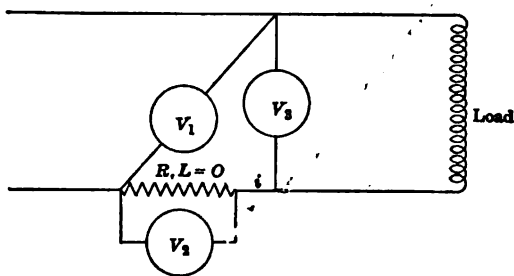 V₁
V₃
Load
R, L = O
i
V₂